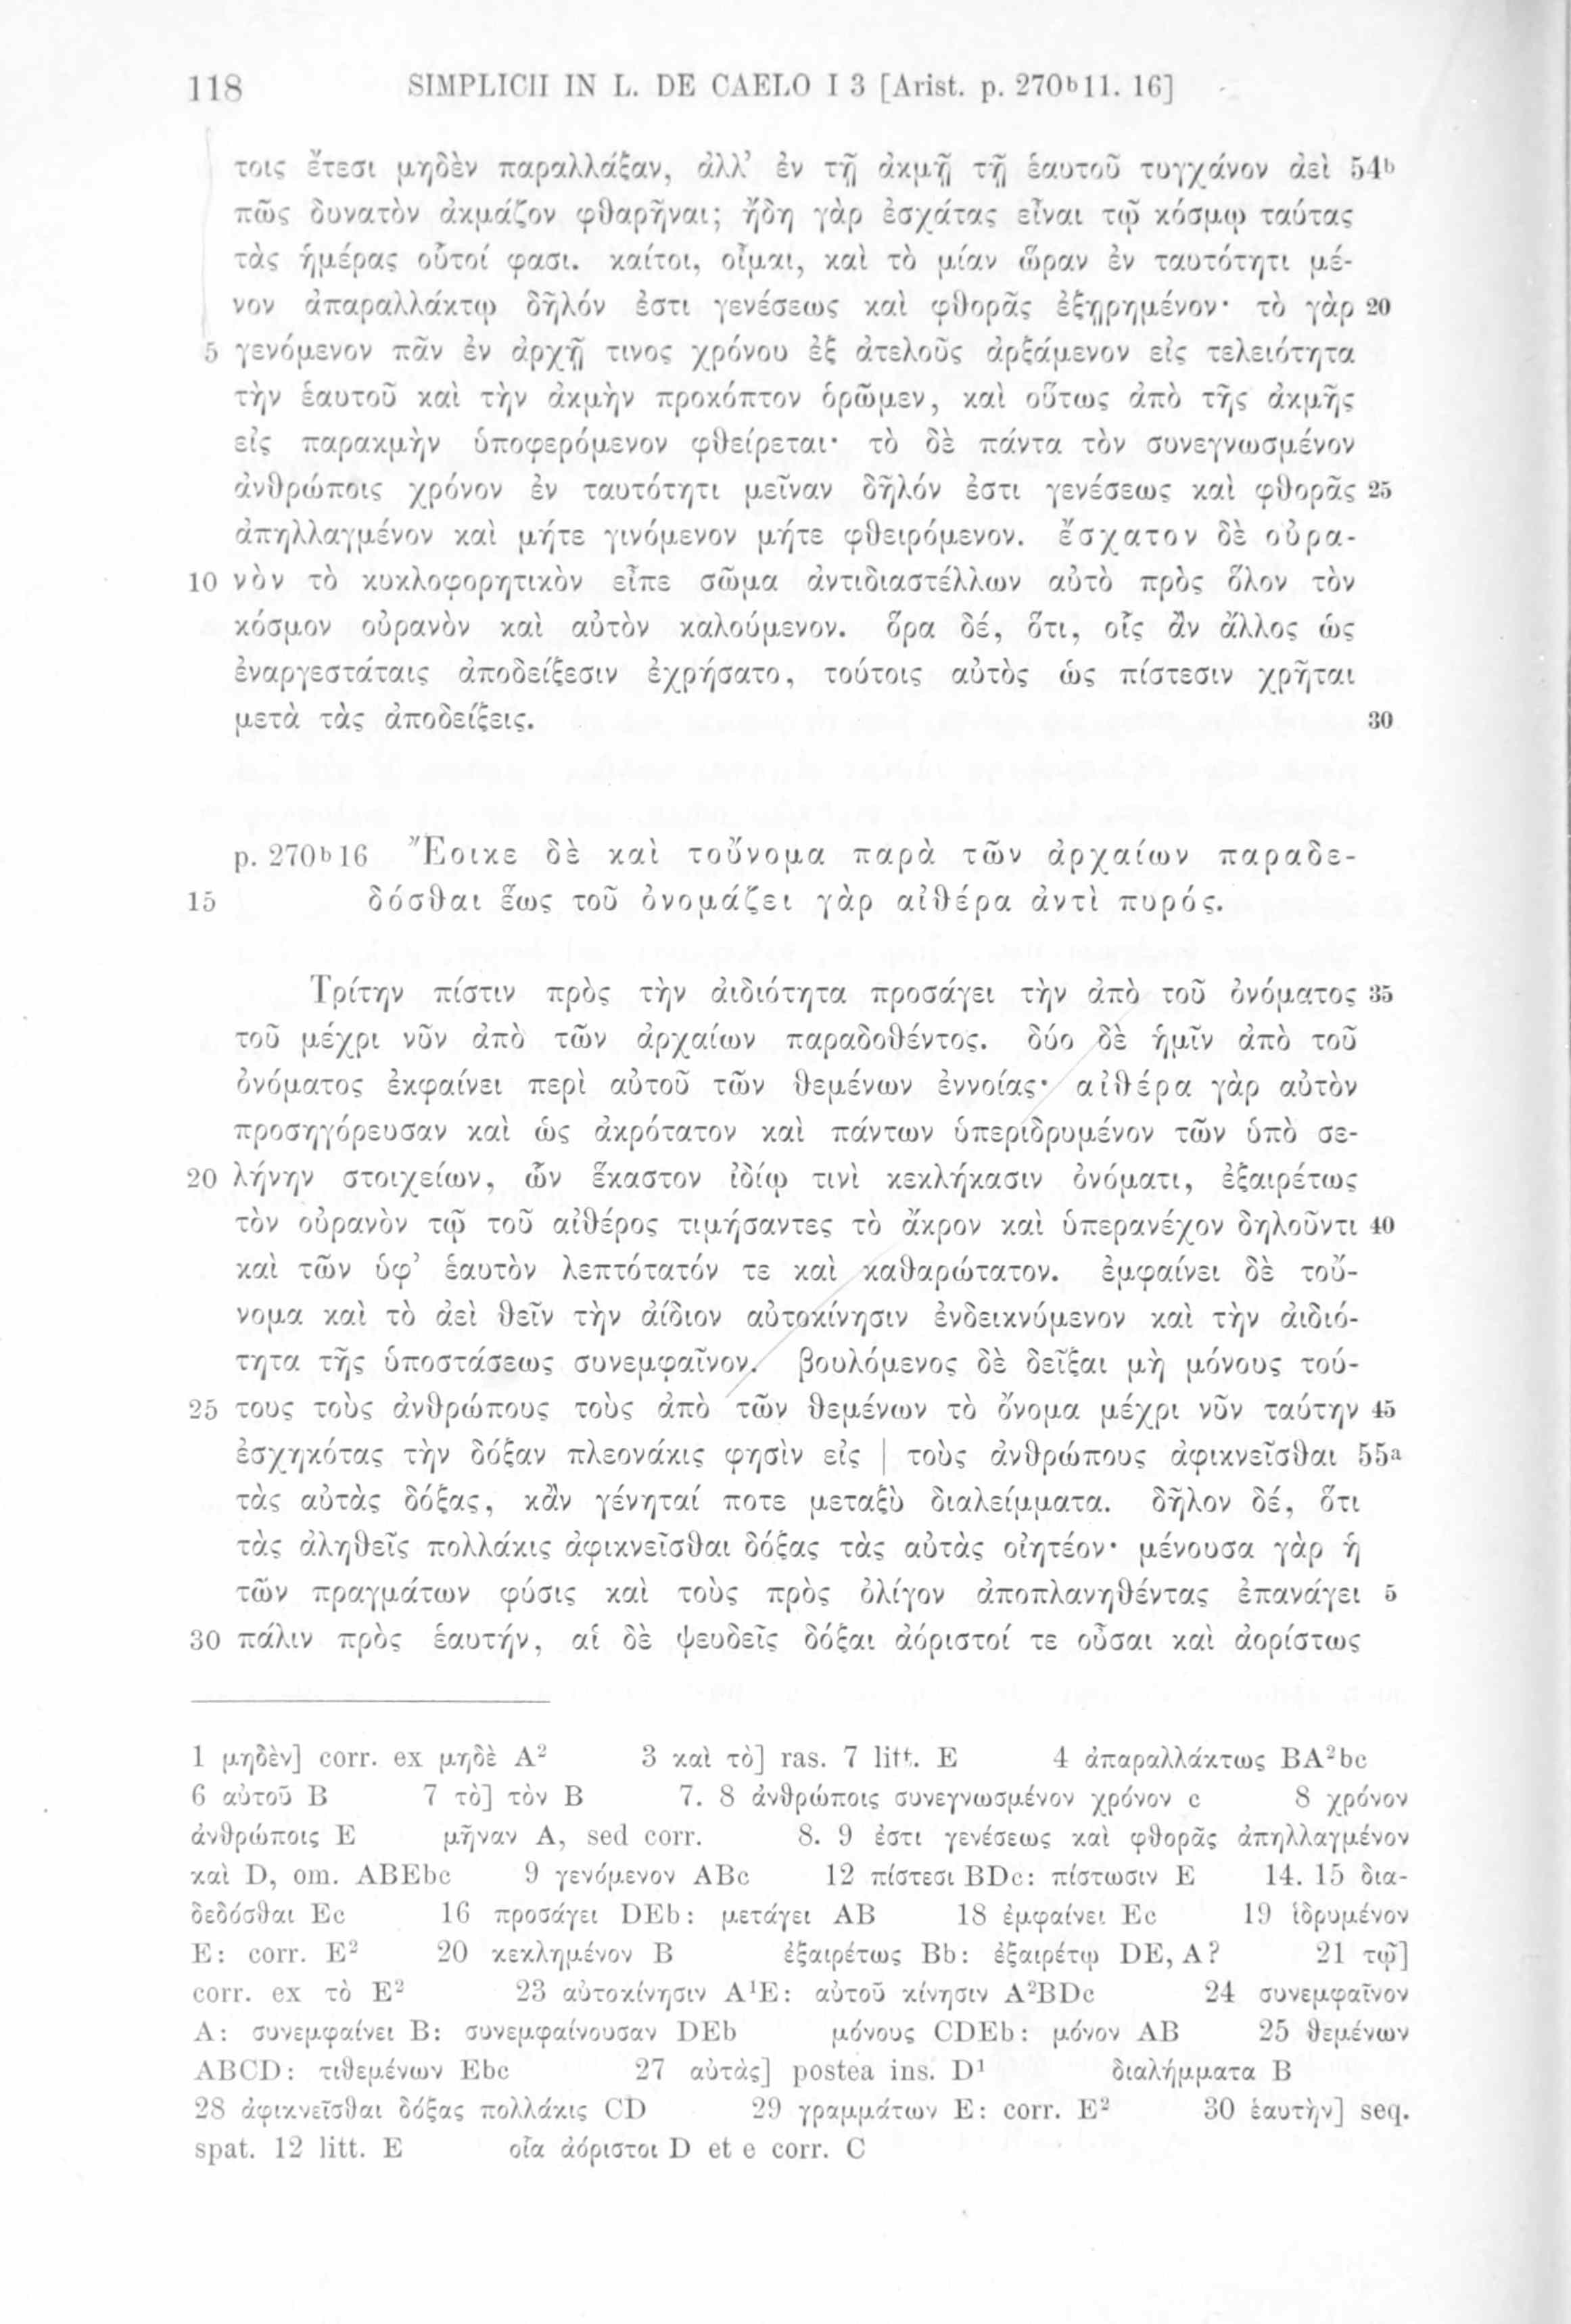 118 SIMPLICII IN L. DE CAELO I 3 [Arist. p. 270ᵇ11. 16]
τοις ἔτεσι μηδὲν παραλλάξαν, ἀλλ’ ἐν τῇ ἀκμῇ τῇ ἑαυτοῦ τυγχάνον ἀεὶ 54ᵇ
πῶς δυνατὸν ἀκμάζον φθαρῆναι; ἤδη γὰρ ἐσχάτας εἶναι τῷ κόσμῳ ταύτας
τὰς ἡμέρας οὗτοί φασι. καίτοι, οἶμαι, καὶ τὸ μίαν ὥραν ἐν ταυτότητι μέ-
νον ἀπαραλλάκτῳ δῆλόν ἐστι γενέσεως καὶ φθορᾶς ἐξῃρημένον· τὸ γὰρ 20
5 γενόμενον πᾶν ἐν ἀρχῇ τινος χρόνου ἐξ ἀτελοῦς ἀρξάμενον εἰς τελειότητα
τὴν ἑαυτοῦ καὶ τὴν ἀκμὴν προκόπτον ὁρῶμεν, καὶ οὕτως ἀπὸ τῆς ἀκμῆς
εἰς παρακμὴν ὑποφερόμενον φθείρεται· τὸ δὲ πάντα τὸν συνεγνωσμένον
ἀνθρώποις χρόνον ἐν ταυτότητι μεῖναν δῆλόν ἐστι γενέσεως καὶ φθορᾶς 25
ἀπηλλαγμένον καὶ μήτε γινόμενον μήτε φθειρόμενον. ἔσχατον δὲ οὐρα-
10 νὸν τὸ κυκλοφορητικὸν εἶπε σῶμα ἀντιδιαστέλλων αὐτὸ πρὸς ὅλον τὸν
κόσμον οὐρανὸν καὶ αὐτὸν καλούμενον. ὅρα δέ, ὅτι, οἷς ἂν ἄλλος ὡς
ἐναργεστάταις ἀποδείξεσιν ἐχρήσατο, τούτοις αὐτὸς ὡς πίστεσιν χρῆται
μετὰ τὰς ἀποδείξεις. 30
p. 270ᵇ16 Ἔοικε δὲ καὶ τοὔνομα παρὰ τῶν ἀρχαίων παραδε-
15 δόσθαι ἕως τοῦ ὀνομάζει γὰρ αἰθέρα ἀντὶ πυρός.
Τρίτην πίστιν πρὸς τὴν ἀιδιότητα προσάγει τὴν ἀπὸ τοῦ ὀνόματος 35
τοῦ μέχρι νῦν ἀπὸ τῶν ἀρχαίων παραδοθέντος. δύο δὲ ἡμῖν ἀπὸ τοῦ
ὀνόματος ἐκφαίνει περὶ αὐτοῦ τῶν θεμένων ἐννοίας· αἰθέρα γὰρ αὐτὸν
προσηγόρευσαν καὶ ὡς ἀκρότατον καὶ πάντων ὑπεριδρυμένον τῶν ὑπὸ σε-
20 λήνην στοιχείων, ὧν ἕκαστον ἰδίῳ τινὶ κεκλήκασιν ὀνόματι, ἐξαιρέτως
τὸν οὐρανὸν τῷ τοῦ αἰθέρος τιμήσαντες τὸ ἄκρον καὶ ὑπερανέχον δηλοῦντι 40
καὶ τῶν ὑφ’ ἑαυτὸν λεπτότατόν τε καὶ καθαρώτατον. ἐμφαίνει δὲ τοὔ-
νομα καὶ τὸ ἀεὶ θεῖν τὴν ἀίδιον αὐτοκίνησιν ἐνδεικνύμενον καὶ τὴν ἀιδιό-
τητα τῆς ὑποστάσεως συνεμφαῖνον. βουλόμενος δὲ δεῖξαι μὴ μόνους τού-
25 τους τοὺς ἀνθρώπους τοὺς ἀπὸ τῶν θεμένων τὸ ὄνομα μέχρι νῦν ταύτην 45
ἐσχηκότας τὴν δόξαν πλεονάκις φησὶν εἰς | τοὺς ἀνθρώπους ἀφικνεῖσθαι 55ᵃ
τὰς αὐτὰς δόξας, κἂν γένηταί ποτε μεταξὺ διαλείμματα. δῆλον δέ, ὅτι
τὰς ἀληθεῖς πολλάκις ἀφικνεῖσθαι δόξας τὰς αὐτὰς οἰητέον· μένουσα γὰρ ἡ
τῶν πραγμάτων φύσις καὶ τοὺς πρὸς ὀλίγον ἀποπλανηθέντας ἐπανάγει 5
30 πάλιν πρὸς ἑαυτήν, αἱ δὲ ψευδεῖς δόξαι ἀόριστοί τε οὖσαι καὶ ἀορίστως
1 μηδὲν] corr. ex μηδὲ A² 3 καὶ τὸ] ras. 7 litt. E 4 ἀπαραλλάκτως BA²bc
6 αὐτοῦ B 7 τὸ] τὸν B 7. 8 ἀνθρώποις συνεγνωσμένον χρόνον c 8 χρόνον
ἀνθρώποις E μῆναν A, sed corr. 8. 9 ἐστι γενέσεως καὶ φθορᾶς ἀπηλλαγμένον
καὶ D, om. ABEbc 9 γενόμενον ABc 12 πίστεσι BDc: πίστωσιν E 14. 15 δια-
δεδόσθαι Ec 16 προσάγει DEb: μετάγει AB 18 ἐμφαίνει Ec 19 ἱδρυμένον
E: corr. E² 20 κεκλημένον B ἐξαιρέτως Bb: ἐξαιρέτῳ DE, A? 21 τῷ]
corr. ex τὸ E² 23 αὐτοκίνησιν A¹E: αὐτοῦ κίνησιν A²BDc 24 συνεμφαῖνον
A: συνεμφαίνει B: συνεμφαίνουσαν DEb μόνους CDEb: μόνον AB 25 θεμένων
ABCD: τιθεμένων Ebc 27 αὐτὰς] postea ins. D¹ διαλήμματα B
28 ἀφικνεῖσθαι δόξας πολλάκις CD 29 γραμμάτων E: corr. E² 30 ἑαυτὴν] seq.
spat. 12 litt. E οἷα ἀόριστοι D et e corr. C